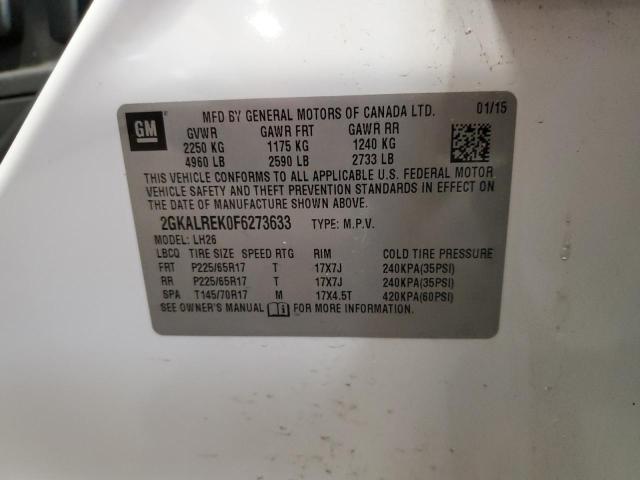 GM
MFD BY GENERAL MOTORS OF CANADA LTD. 01/15
GVWR GAWR FRT GAWR RR
2250 KG 1175 KG 1240 KG
4960 LB 2590 LB 2733 LB
THIS VEHICLE CONFORMS TO ALL APPLICABLE U.S. FEDERAL MOTOR
VEHICLE SAFETY AND THEFT PREVENTION STANDARDS IN EFFECT ON
THE DATE OF MANUFACTURE SHOWN ABOVE.
2GKALREK0F6273633 TYPE: M.P.V.
MODEL: LH26
LBCQ TIRE SIZE SPEED RTG RIM COLD TIRE PRESSURE
FRT P225/65R17 T 17X7J 240KPA(35PSI)
RR P225/65R17 T 17X7J 240KPA(35PSI)
SPA T145/70R17 M 17X4.5T 420KPA(60PSI)
SEE OWNER'S MANUAL FOR MORE INFORMATION.